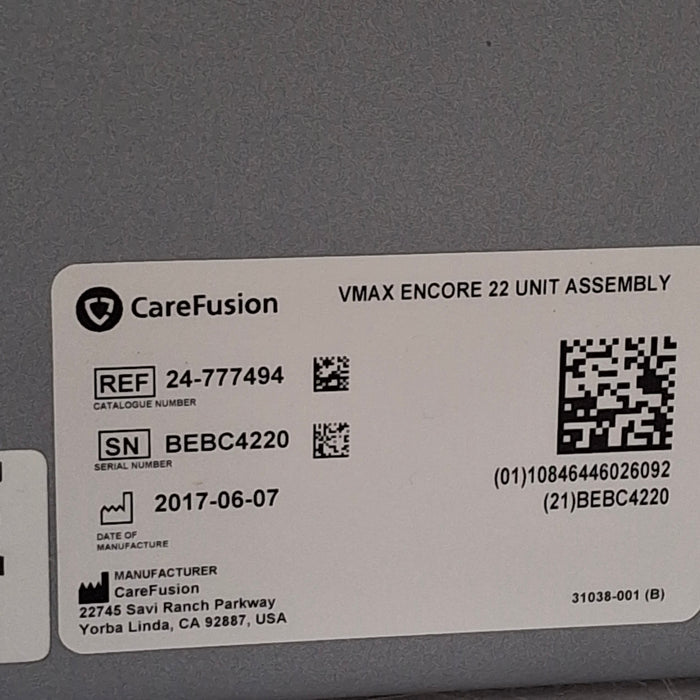 CareFusion
VMAX ENCORE 22 UNIT ASSEMBLY
REF 24-777494
CATALOGUE NUMBER
SN BEBC4220
SERIAL NUMBER
2017-06-07
DATE OF
MANUFACTURE
(01)10846446026092
(21)BEBC4220
MANUFACTURER
CareFusion
22745 Savi Ranch Parkway
Yorba Linda, CA 92887, USA
31038-001 (B)